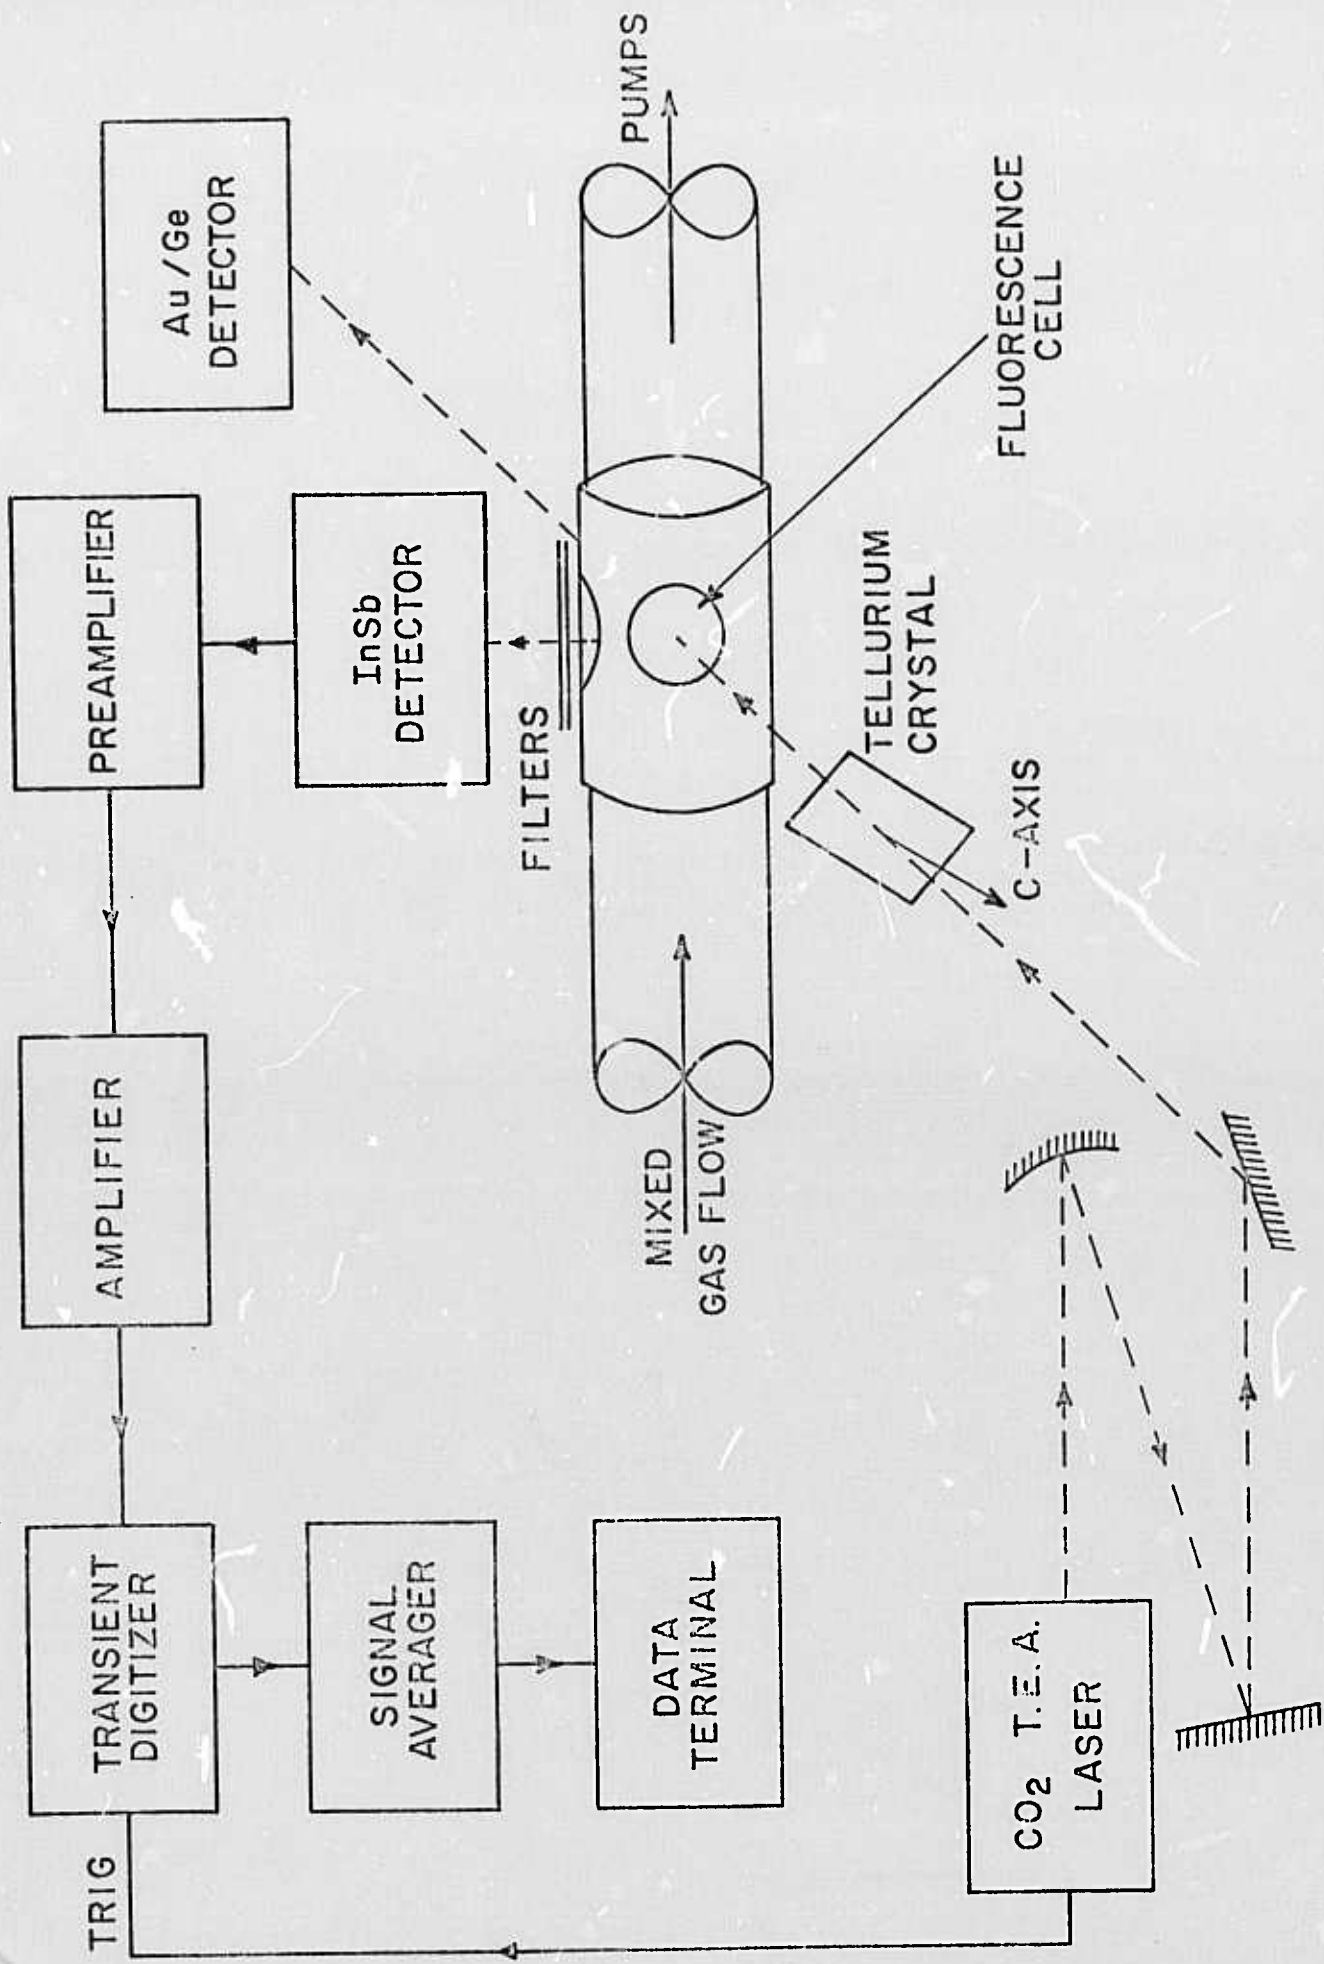 TRIG
TRANSIENT
DIGITIZER
AMPLIFIER
PREAMPLIFIER
Au/Ge
DETECTOR
SIGNAL
AVERAGER
InSb
DETECTOR
DATA
TERMINAL
FILTERS
PUMPS
MIXED
GAS FLOW
TELLURIUM
CRYSTAL
C-AXIS
FLUORESCENCE
CELL
CO₂ T.E.A.
LASER